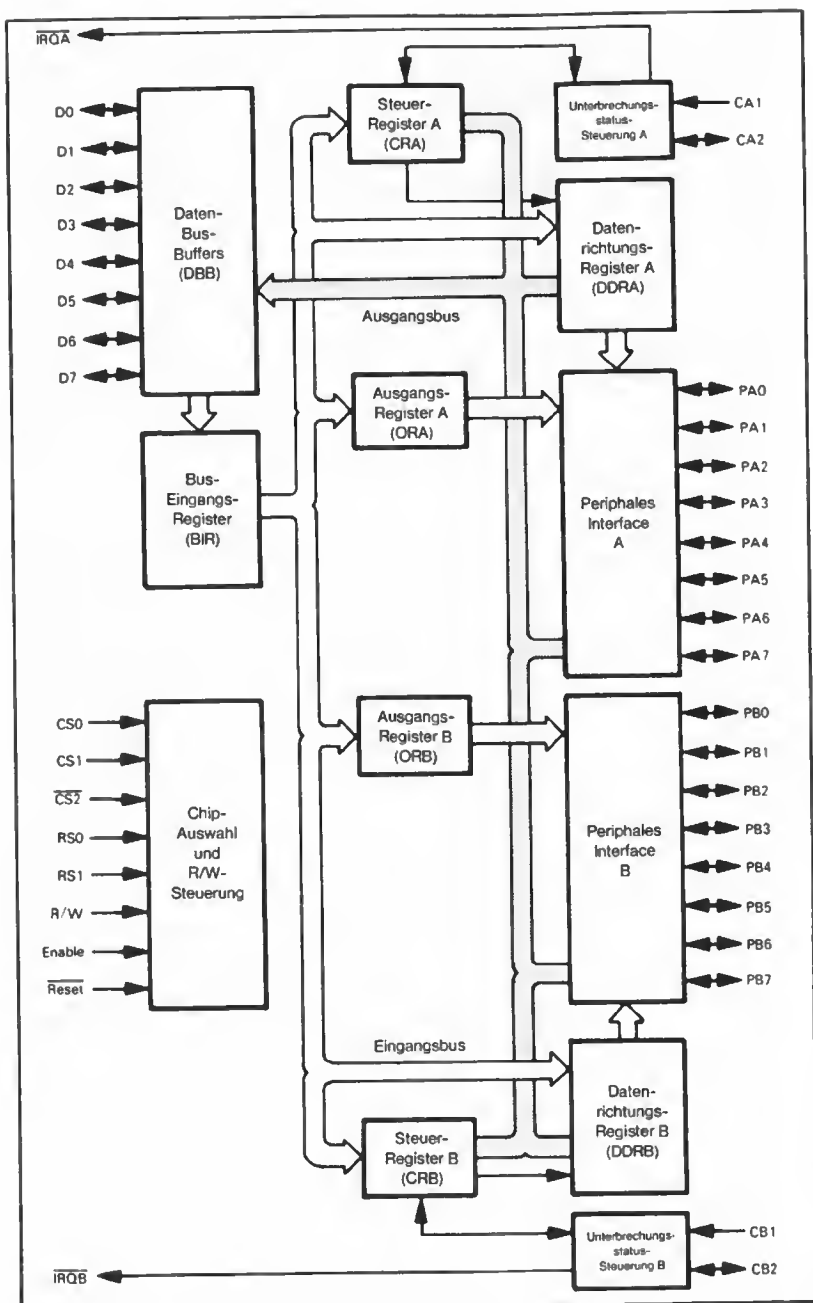 IRQA
D0
D1
D2
D3
D4
D5
D6
D7
Daten-
Bus-
Buffers
(DBB)
Steuer-
Register A
(CRA)
Unterbrechungs-
status-
Steuerung A
CA1
CA2
Daten-
richtungs-
Register A
(DDRA)
Ausgangsbus
Ausgangs-
Register A
(ORA)
Bus-
Eingangs-
Register
(BIR)
Periphales
Interface
A
PA0
PA1
PA2
PA3
PA4
PA5
PA6
PA7
CS0
CS1
CS2
RS0
RS1
R/W
Enable
Reset
Chip-
Auswahl
und
R/W-
Steuerung
Ausgangs-
Register B
(ORB)
Periphales
Interface
B
PB0
PB1
PB2
PB3
PB4
PB5
PB6
PB7
Eingangsbus
Daten-
richtungs-
Register B
(DDRB)
Steuer-
Register B
(CRB)
Unterbrechungs-
status-
Steuerung B
CB1
CB2
IRQB